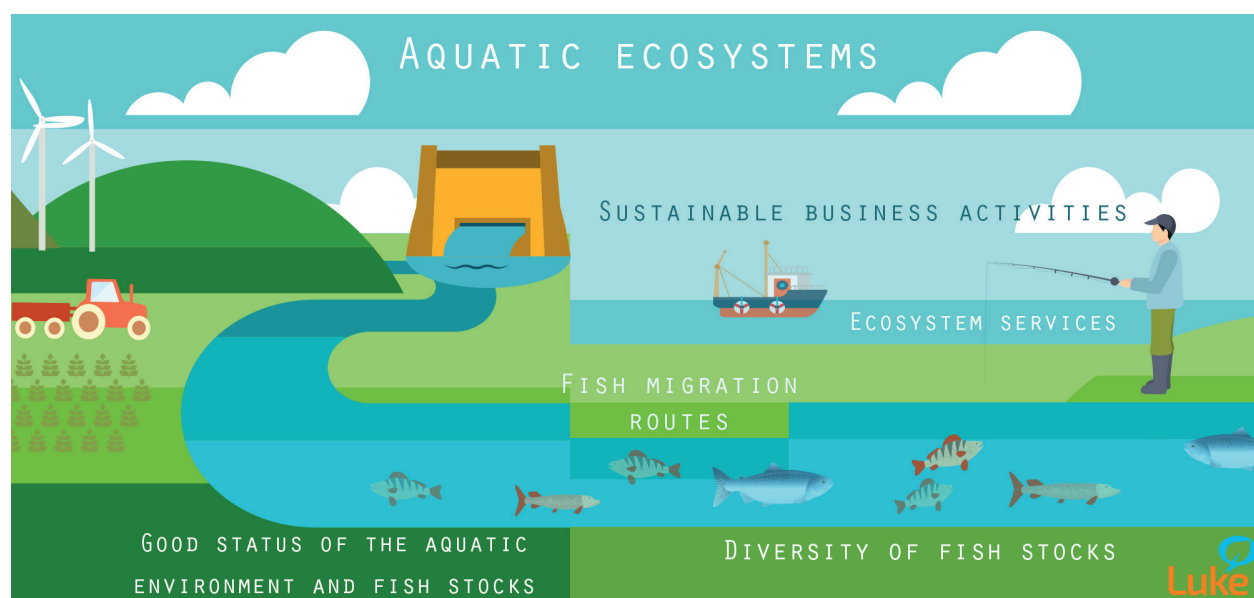 AQUATIC ECOSYSTEMS
SUSTAINABLE BUSINESS ACTIVITIES
ECOSYSTEM SERVICES
FISH MIGRATION
ROUTES
GOOD STATUS OF THE AQUATIC
ENVIRONMENT AND FISH STOCKS
DIVERSITY OF FISH STOCKS
Luke